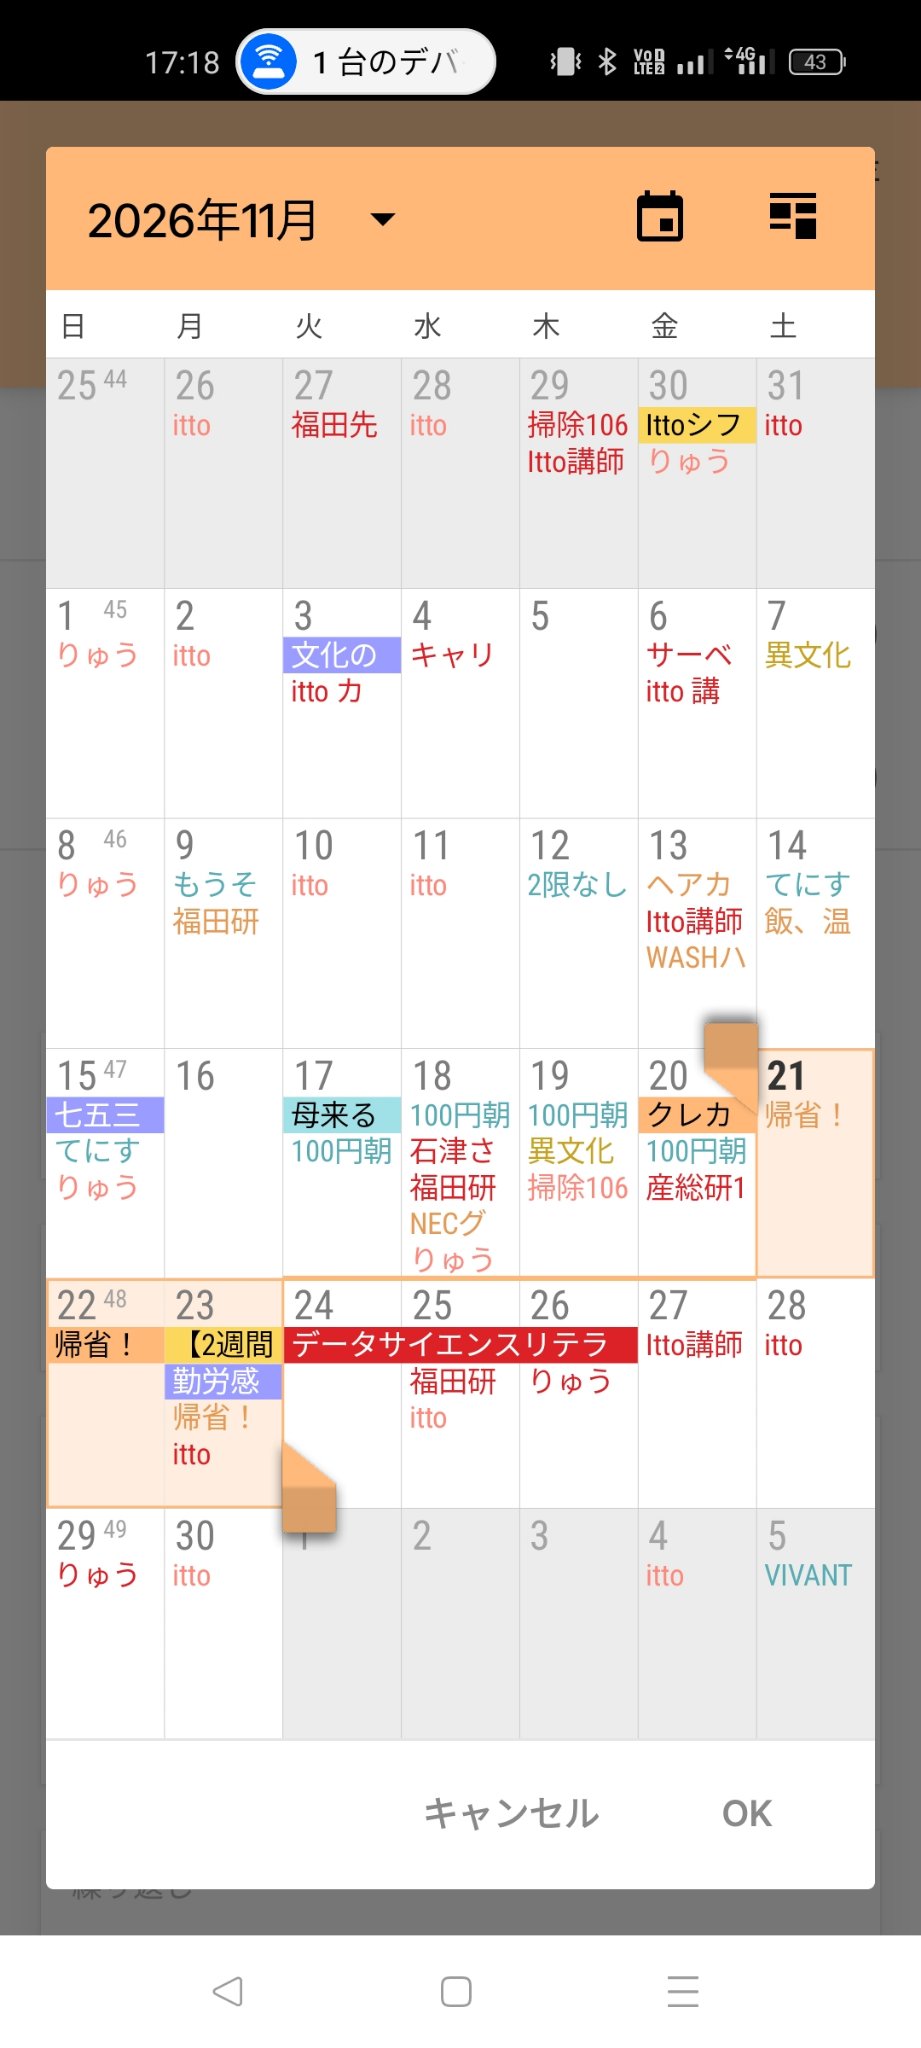 17:18 1 台のデバ VoD LTE2 4G 43
2026年11月
日 月 火 水 木 金 土
25 44 26 27 28 29 30 31
itto 福田先 itto 掃除106 Ittoシフ itto
Itto講師 りゅう
1 45 2 3 4 5 6 7
りゅう itto 文化の キャリ サーベ 異文化
itto カ itto 講
8 46 9 10 11 12 13 14
りゅう もうそ itto itto 2限なし ヘアカ てにす
福田研 Itto講師 飯、温
WASHハ
15 47 16 17 18 19 20 21
七五三 母来る 100円朝 100円朝 クレカ 帰省！
てにす 100円朝 石津さ 異文化 100円朝
りゅう 福田研 掃除106 産総研1
NECグ
りゅう
22 48 23 24 25 26 27 28
帰省！ 【2週間 データサイエンスリテラ Itto講師 itto
勤労感 福田研 りゅう
帰省！ itto
itto
29 49 30 1 2 3 4 5
りゅう itto itto VIVANT
キャンセル OK
繰り返し